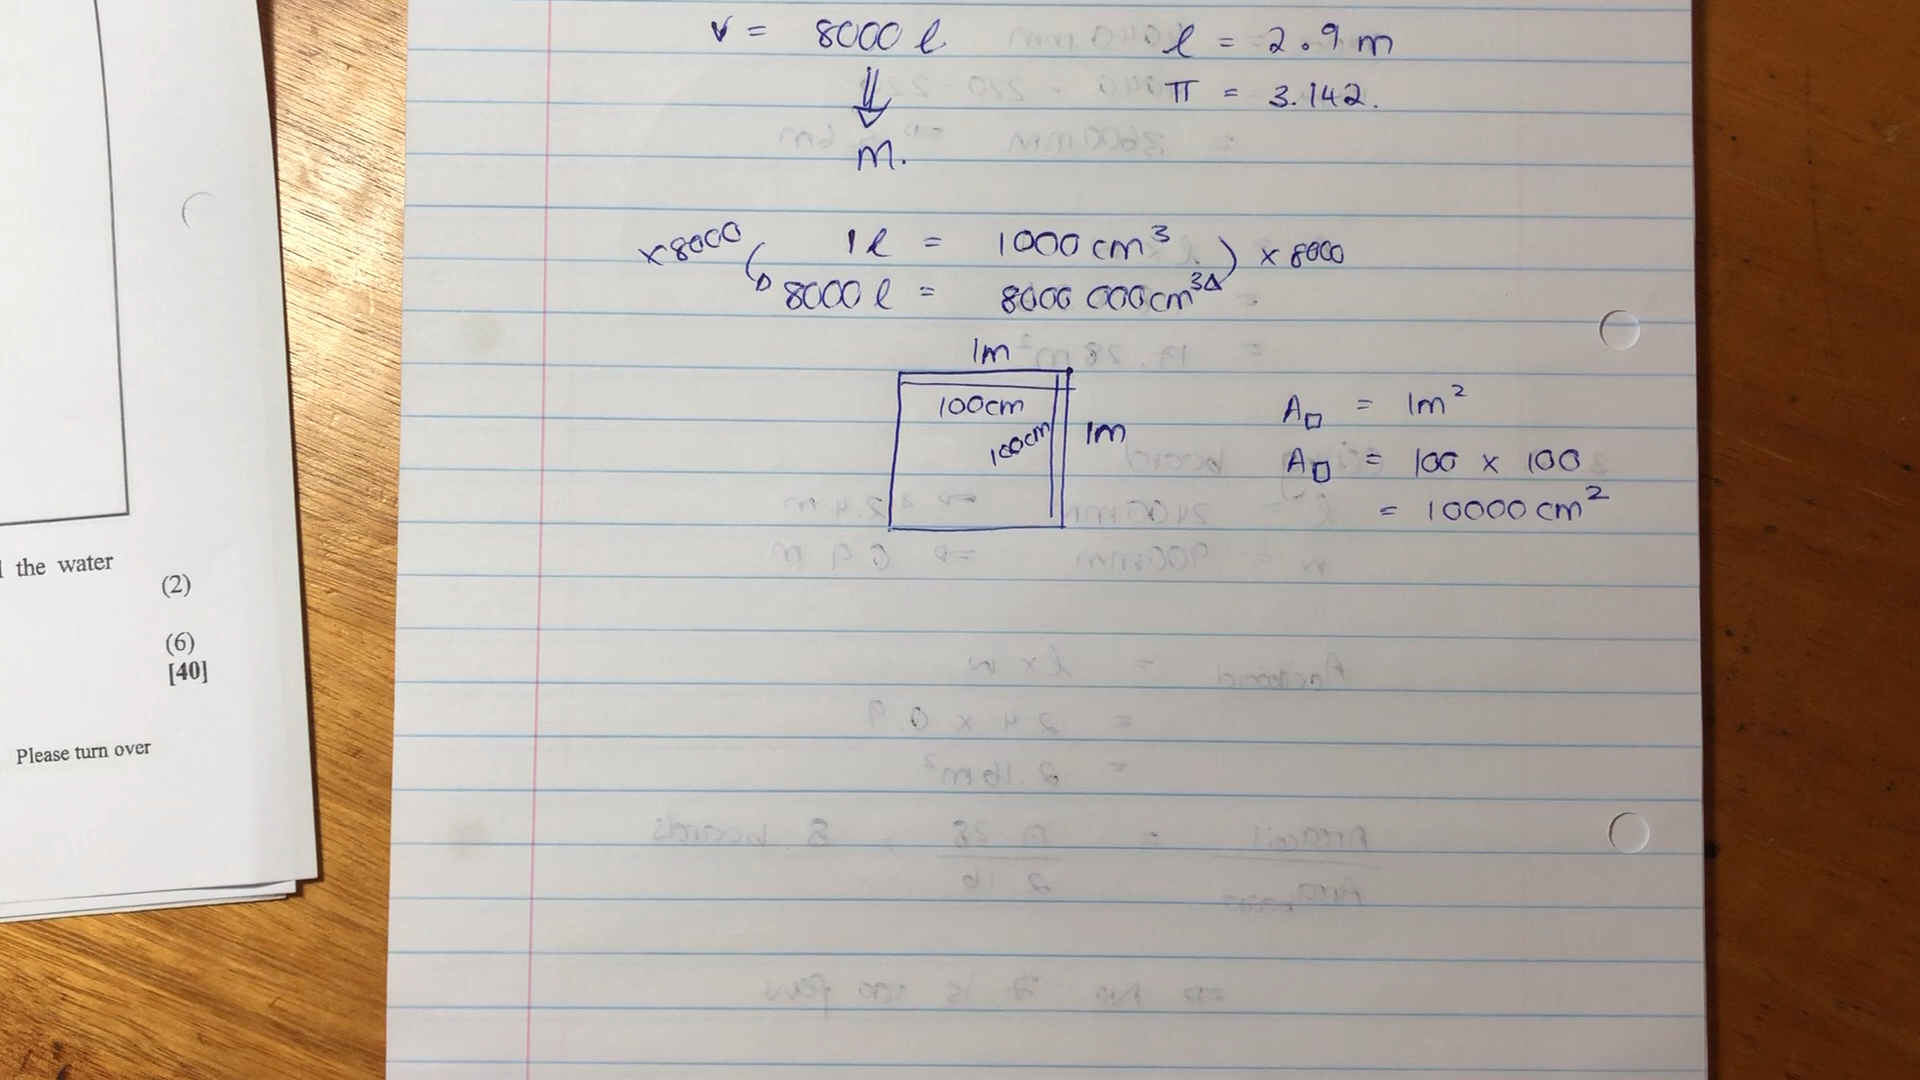 v = 8000 l
l = 2.9 m
π = 3.142.
⇓
m.
1 l = 1000 cm³
×8000
× 8000
8000 l = 8000 000 cm³
1m
100cm
100cm
1m
A□ = 1m²
A□ = 100 × 100
= 10000 cm²
the water
(2)
(6)
[40]
Please turn over